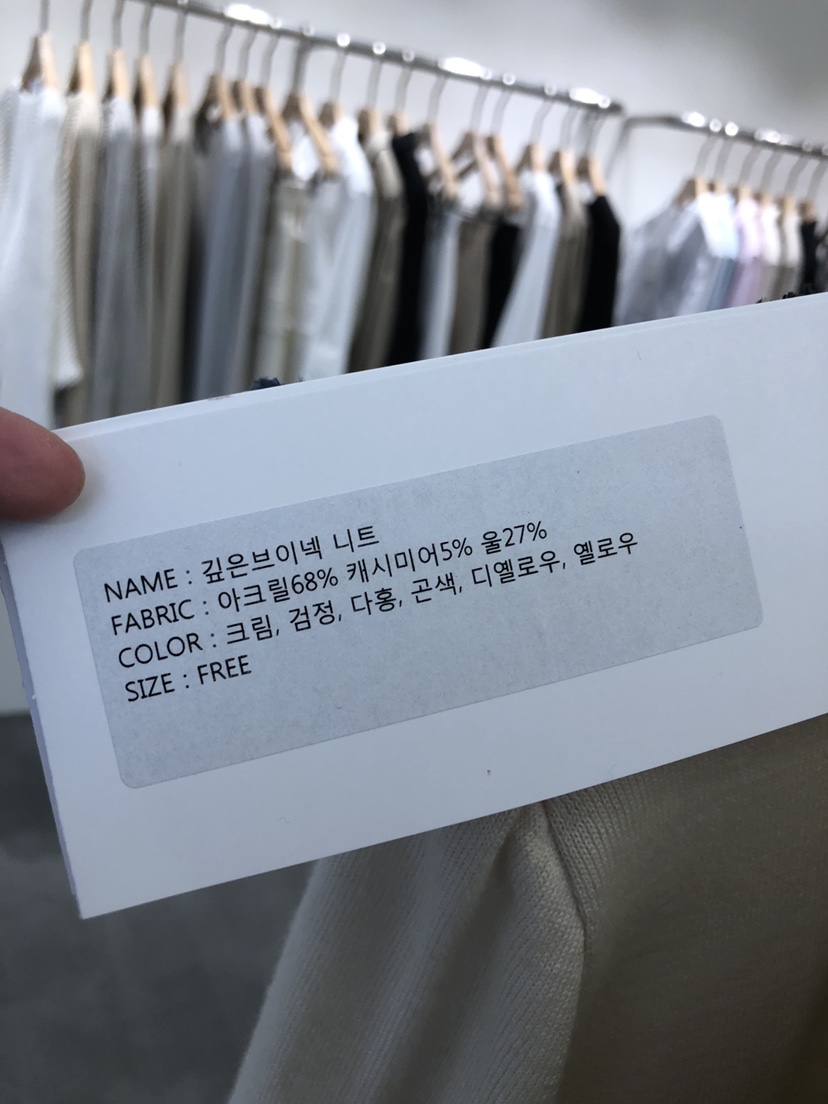 NAME : 깊은브이넥 니트
FABRIC : 아크릴68% 캐시미어5% 울27%
COLOR : 크림, 검정, 다홍, 곤색, 디옐로우, 옐로우
SIZE : FREE